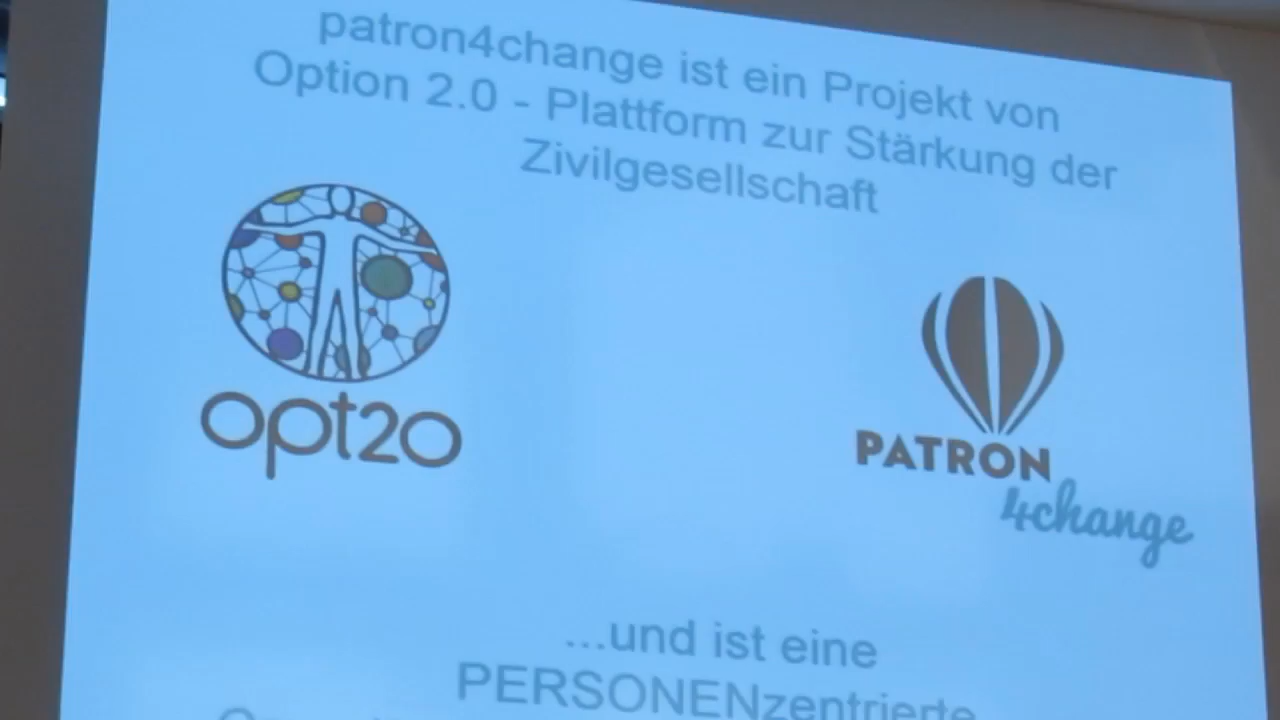 patron4change ist ein Projekt von
Option 2.0 - Plattform zur Stärkung der
Zivilgesellschaft
opt20
PATRON
4change
...und ist eine
PERSONENzentrierte